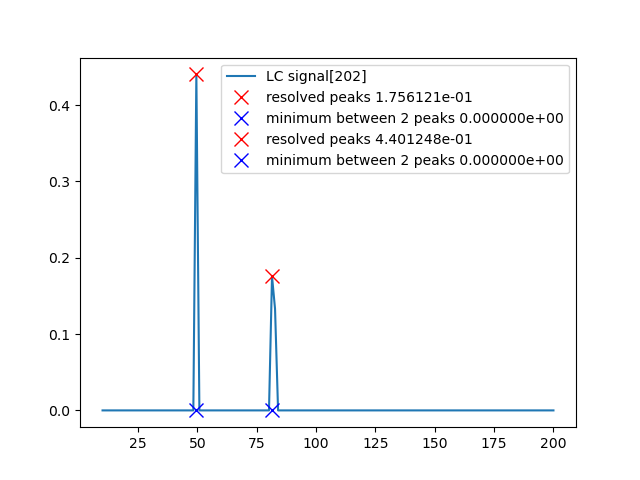 LC signal[202]
resolved peaks 1.756121e-01
minimum between 2 peaks 0.000000e+00
resolved peaks 4.401248e-01
minimum between 2 peaks 0.000000e+00
0.4
0.3
0.2
0.1
0.0
25 50 75 100 125 150 175 200